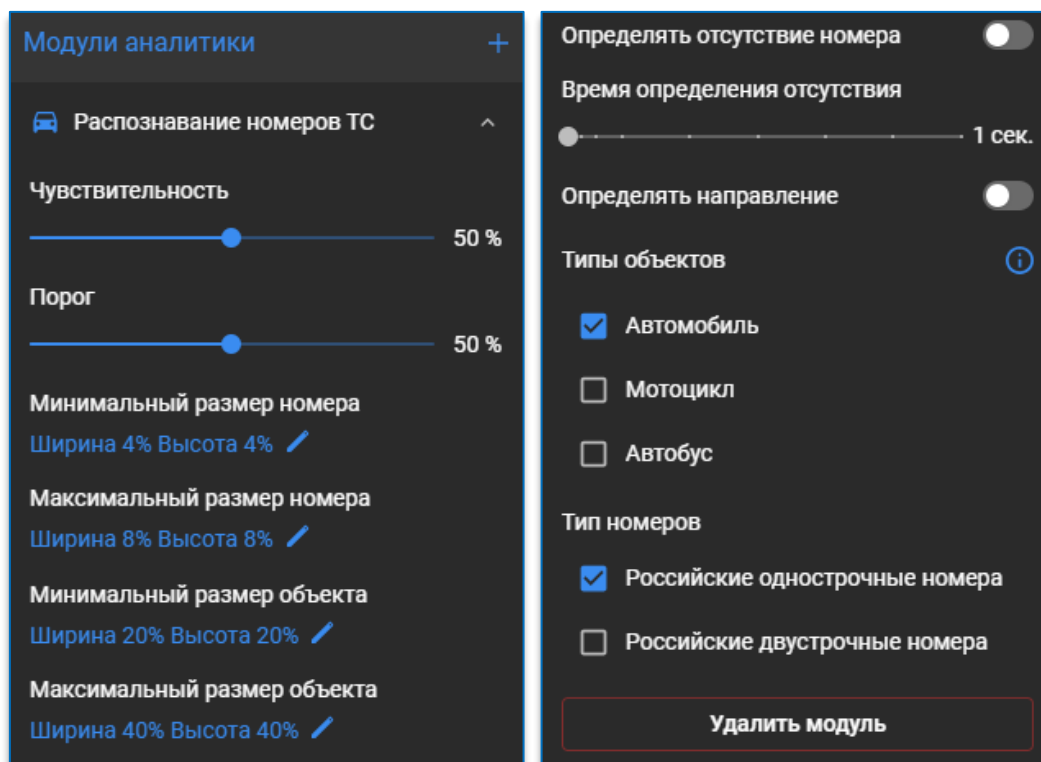 Модули аналитики
Распознавание номеров ТС
Чувствительность
50 %
Порог
50 %
Минимальный размер номера
Ширина 4% Высота 4%
Максимальный размер номера
Ширина 8% Высота 8%
Минимальный размер объекта
Ширина 20% Высота 20%
Максимальный размер объекта
Ширина 40% Высота 40%
Определять отсутствие номера
Время определения отсутствия
1 сек.
Определять направление
Типы объектов
Автомобиль
Мотоцикл
Автобус
Тип номеров
Российские однострочные номера
Российские двустрочные номера
Удалить модуль